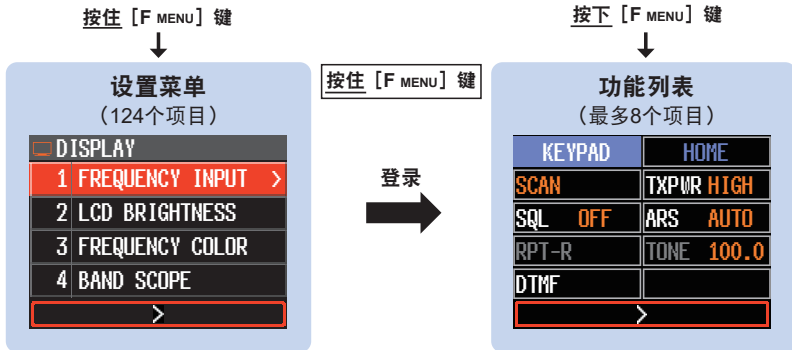 按住［F MENU］键
设置菜单
（124个项目）
DISPLAY
1 FREQUENCY INPUT >
2 LCD BRIGHTNESS
3 FREQUENCY COLOR
4 BAND SCOPE
>
按住［F MENU］键
登录
按下［F MENU］键
功能列表
（最多8个项目）
KEYPAD HOME
SCAN TXPWR HIGH
SQL OFF ARS AUTO
RPT-R TONE 100.0
DTMF
>